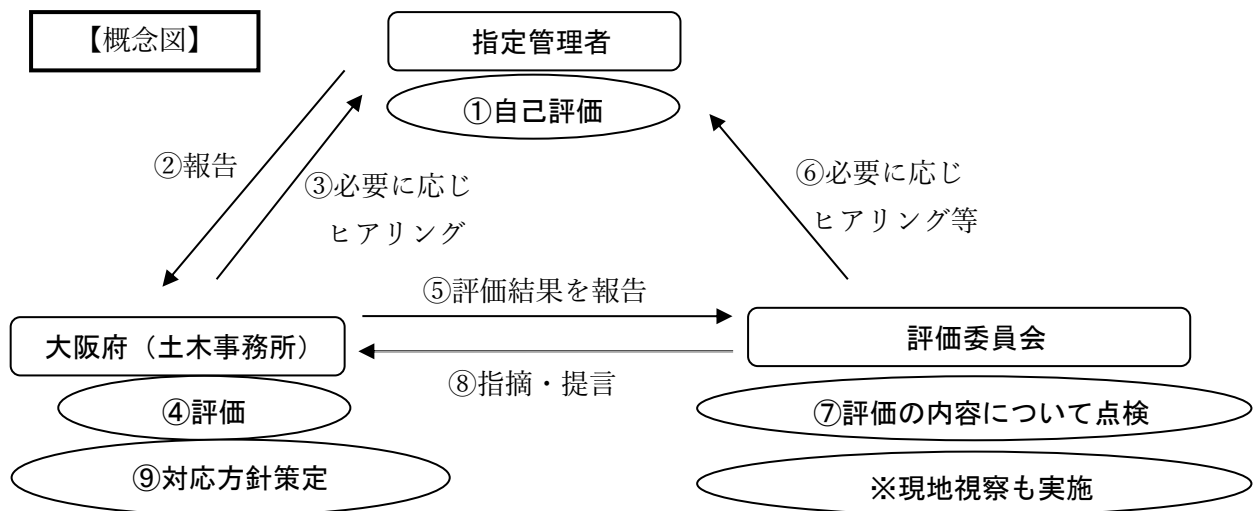 【概念図】
指定管理者
①自己評価
②報告
③必要に応じ
ヒアリング
⑥必要に応じ
ヒアリング等
⑤評価結果を報告
大阪府（土木事務所）
評価委員会
⑧指摘・提言
④評価
⑦評価の内容について点検
⑨対応方針策定
※現地視察も実施